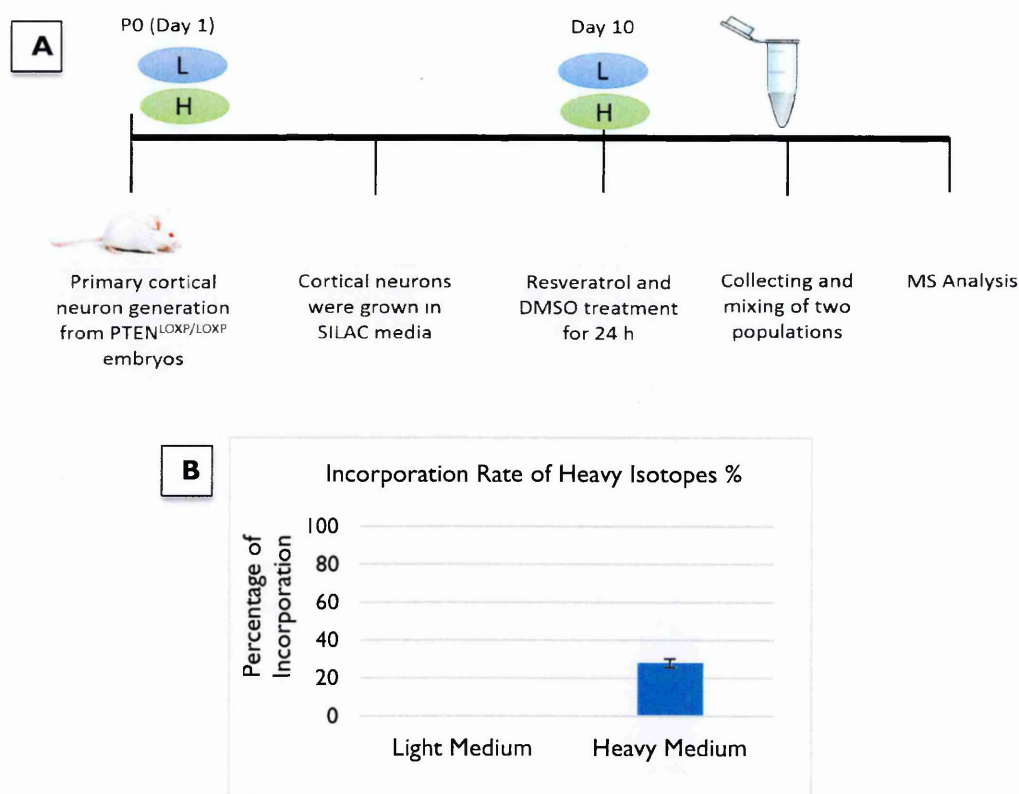 A
P0 (Day 1)
L
H
Day 10
L
H
Primary cortical
neuron generation
from PTEN^LOXP/LOXP
embryos
Cortical neurons
were grown in
SILAC media
Resveratrol and
DMSO treatment
for 24 h
Collecting and
mixing of two
populations
MS Analysis
B
Incorporation Rate of Heavy Isotopes %
Percentage of
Incorporation
100
80
60
40
20
0
Light Medium
Heavy Medium